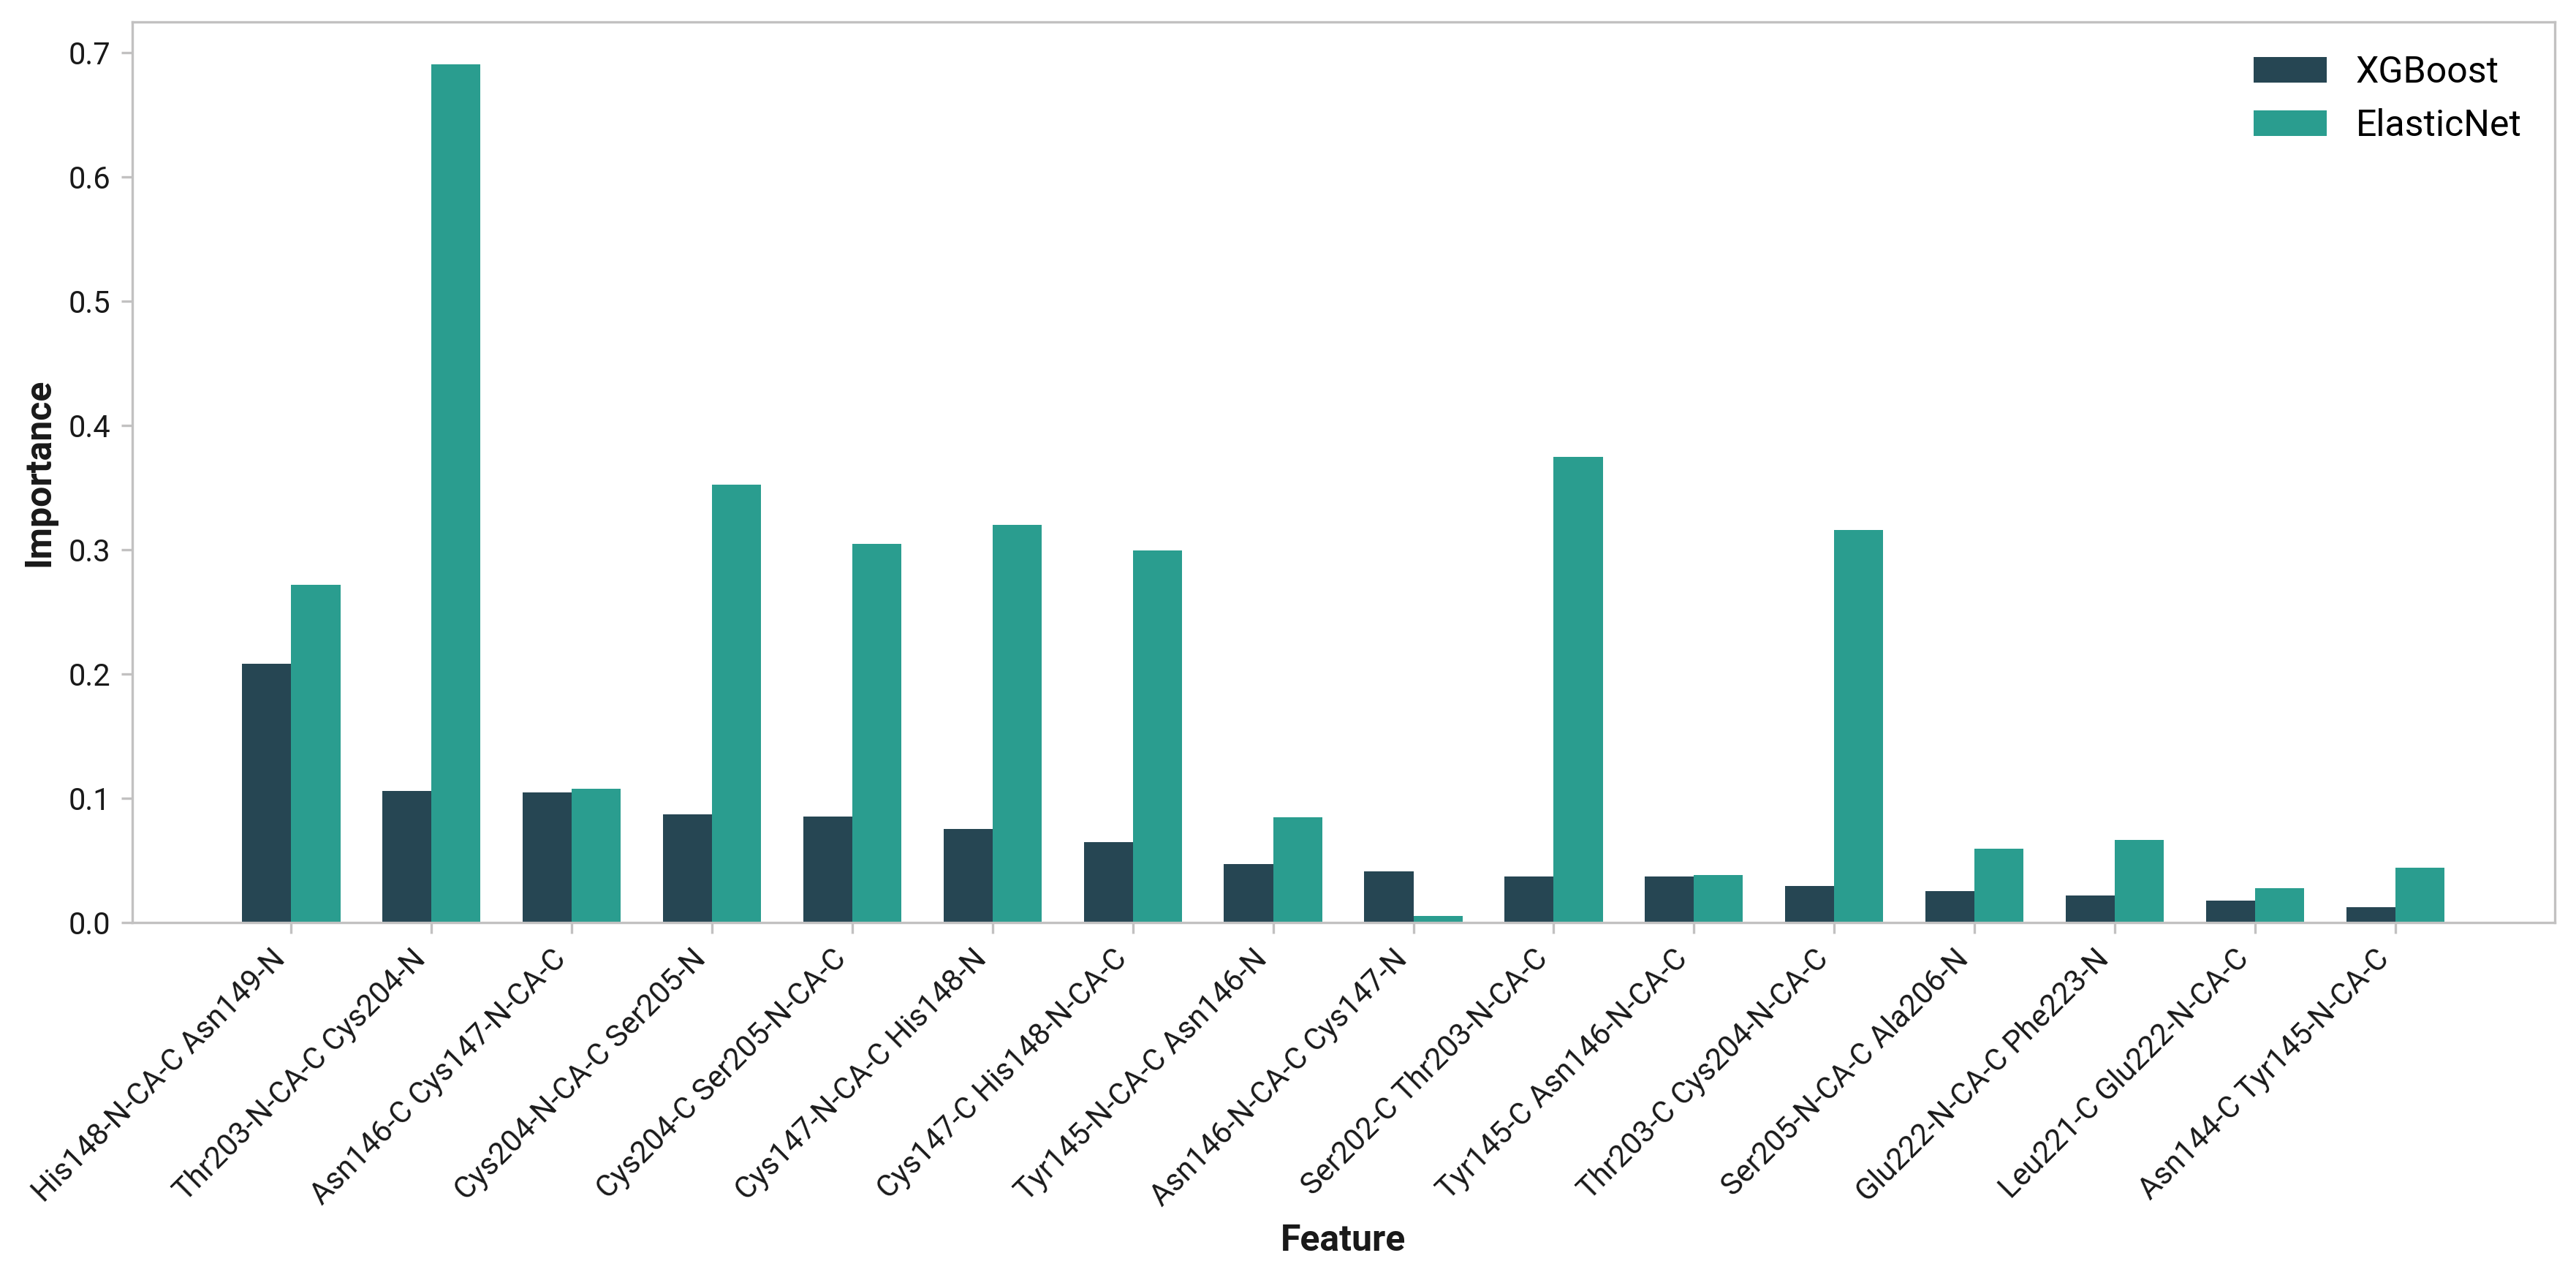 XGBoost
ElasticNet
Importance
0.7
0.6
0.5
0.4
0.3
0.2
0.1
0.0
His148-N-CA-C Asn149-N
Thr203-N-CA-C Cys204-N
Asn146-C Cys147-N-CA-C
Cys204-N-CA-C Ser205-N
Cys204-C Ser205-N-CA-C
Cys147-N-CA-C His148-N
Cys147-C His148-N-CA-C
Tyr145-N-CA-C Asn146-N
Asn146-N-CA-C Cys147-N
Ser202-C Thr203-N-CA-C
Tyr145-C Asn146-N-CA-C
Thr203-C Cys204-N-CA-C
Ser205-N-CA-C Ala206-N
Glu222-N-CA-C Phe223-N
Leu221-C Glu222-N-CA-C
Asn144-C Tyr145-N-CA-C
Feature